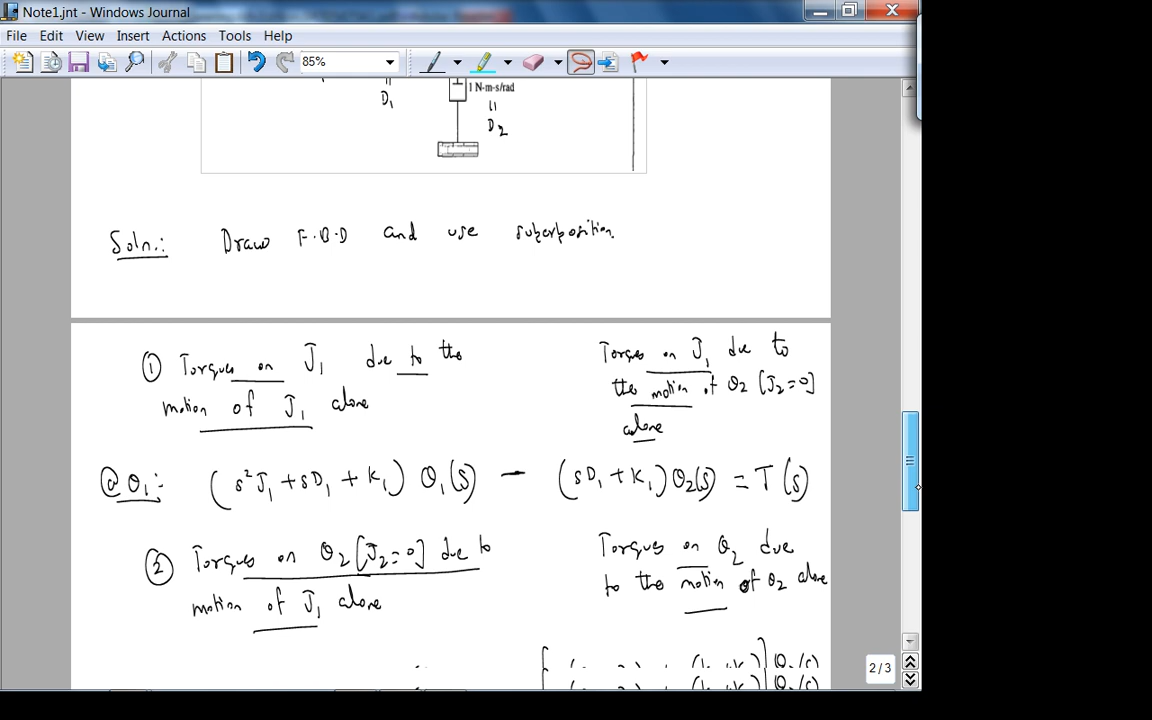 Note1.jnt - Windows Journal
File Edit View Insert Actions Tools Help
85%
1 N-m-s/rad
D1
D2
Soln.: Draw F.B.D and use superposition.
① Torques on J1 due to the
motion of J1 alone
Torques on J1 due to
the motion of θ2 [J2=0]
alone
@ θ1: (s²J1 + sD1 + K1) θ1(s) - (sD1 + K1) θ2(s) = T(s)
② Torques on θ2 [J2=0] due to
motion of J1 alone
Torques on θ2 due
to the motion of θ2 alone
2 / 3